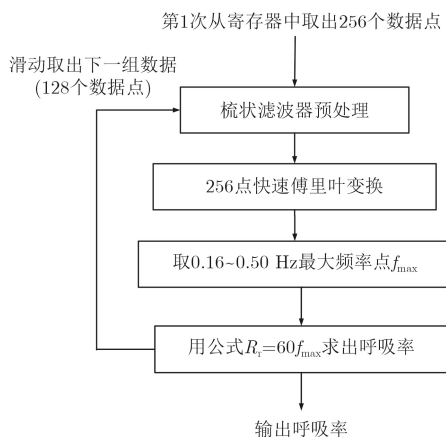 第1次从寄存器中取出256个数据点
滑动取出下一组数据
(128个数据点)
梳状滤波器预处理
256点快速傅里叶变换
取0.16~0.50 Hz最大频率点fmax
用公式Rr=60fmax求出呼吸率
输出呼吸率